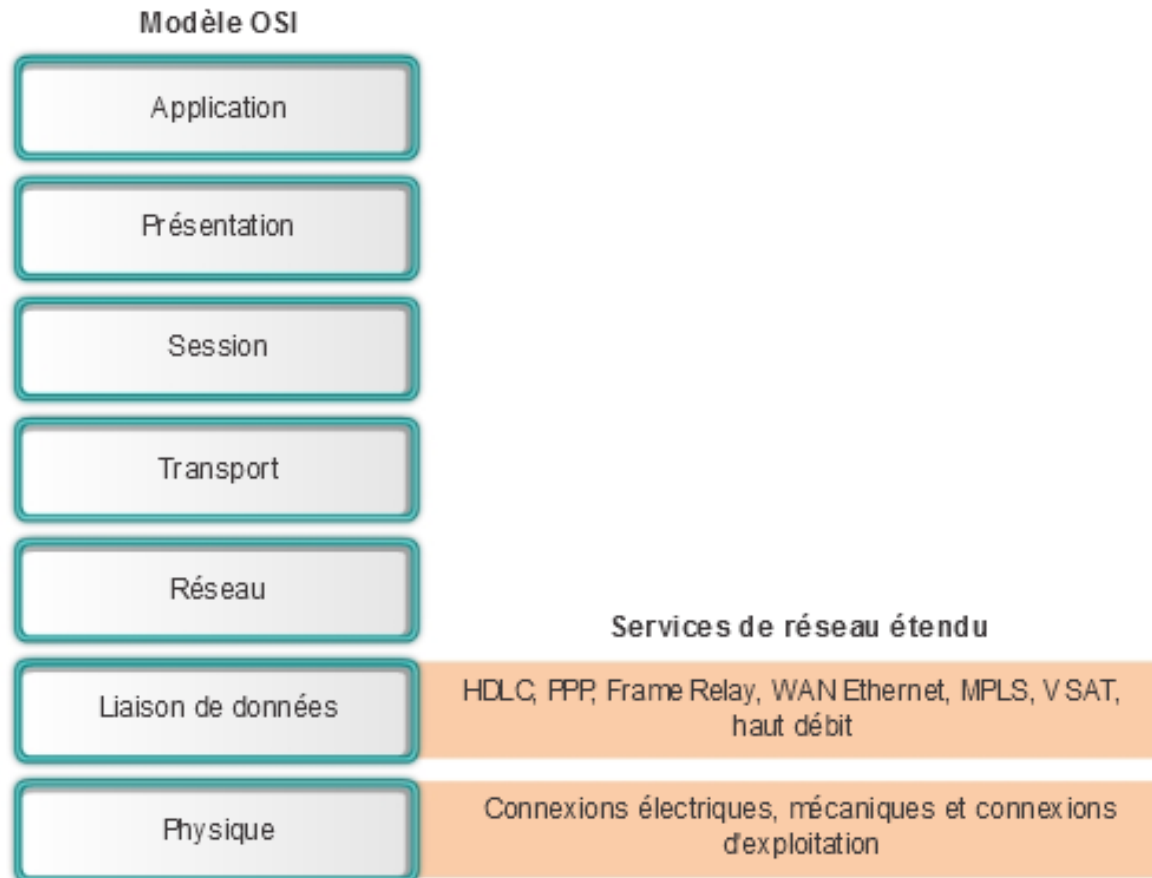 Modèle OSI
Application
Présentation
Session
Transport
Réseau
Services de réseau étendu
Liaison de données
HDLC, PPP, Frame Relay, WAN Ethernet, MPLS, VSAT,
haut débit
Physique
Connexions électriques, mécaniques et connexions
d'exploitation